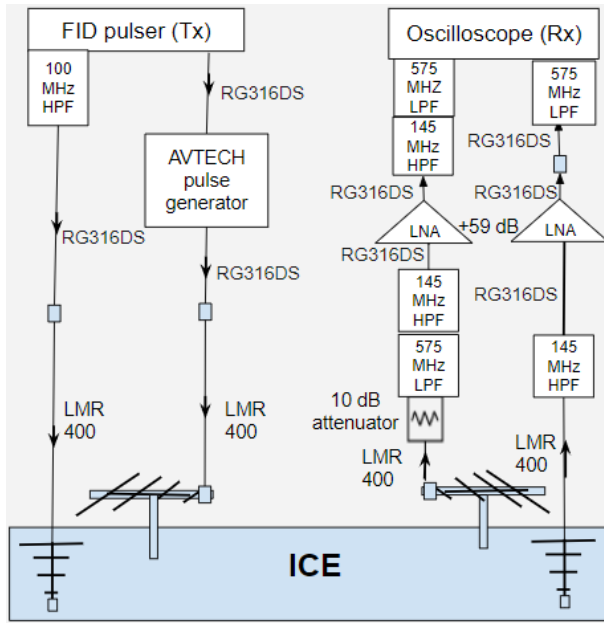 FID pulser (Tx)
100
MHz
HPF
RG316DS
AVTECH
pulse
generator
RG316DS
RG316DS
LMR
400
LMR
400
Oscilloscope (Rx)
575
MHZ
LPF
575
MHz
LPF
145
MHz
HPF
RG316DS
RG316DS
RG316DS
LNA
+59 dB
LNA
RG316DS
145
MHz
HPF
RG316DS
575
MHz
LPF
145
MHz
HPF
10 dB
attenuator
LMR
400
LMR
400
ICE